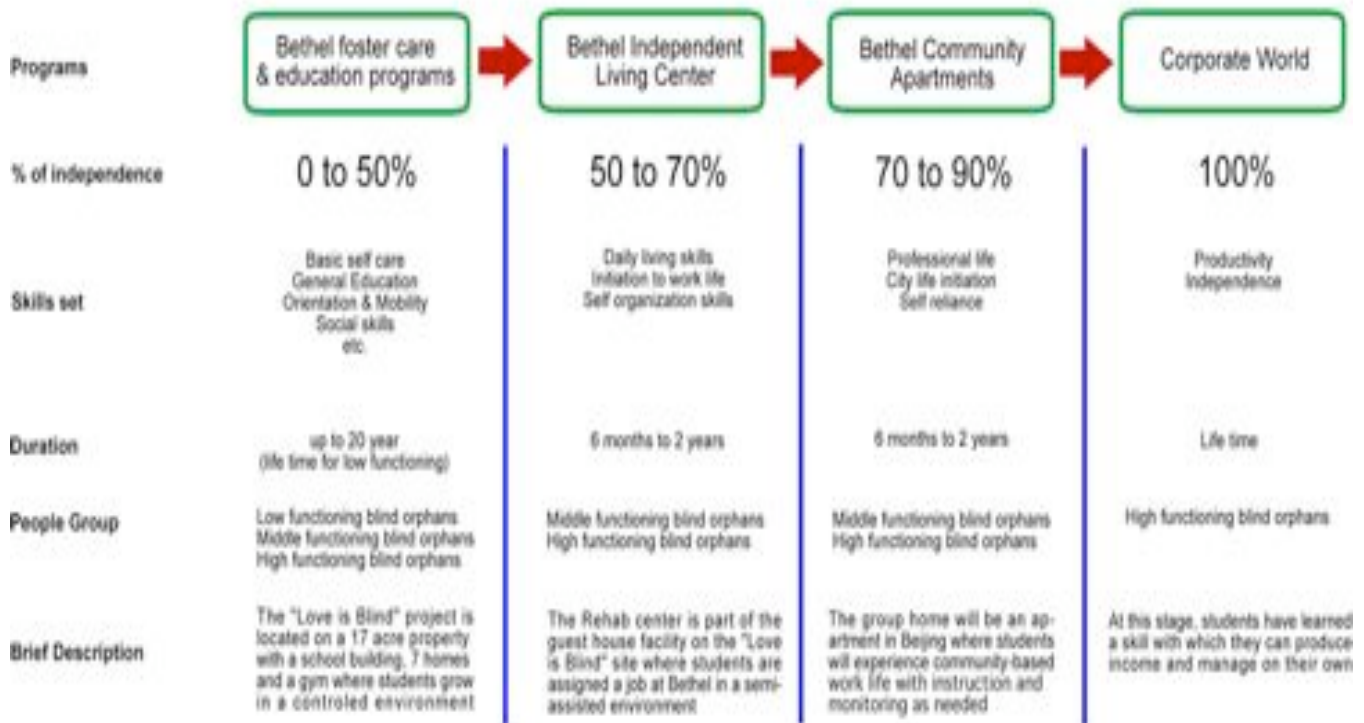 Programs
Bethel foster care
& education programs
Bethel Independent
Living Center
Bethel Community
Apartments
Corporate World
% of independence
0 to 50%
50 to 70%
70 to 90%
100%
Skills set
Basic self care
General Education
Orientation & Mobility
Social skills
etc.
Daily living skills
Initiation to work life
Self organization skills
Professional life
City life initiation
Self reliance
Productivity
Independence
Duration
up to 20 year
(life time for low functioning)
6 months to 2 years
6 months to 2 years
Life time
People Group
Low functioning blind orphans
Middle functioning blind orphans
High functioning blind orphans
Middle functioning blind orphans
High functioning blind orphans
Middle functioning blind orphans
High functioning blind orphans
High functioning blind orphans
Brief Description
The "Love is Blind" project is
located on a 17 acre property
with a school building, 7 homes
and a gym where students grow
in a controled environment
The Rehab center is part of the
guest house facility on the "Love
is Blind" site where students are
assigned a job at Bethel in a semi-
assisted environment
The group home will be an ap-
artment in Beijing where students
will experience community-based
work life with instruction and
monitoring as needed
At this stage, students have learned
a skill with which they can produce
income and manage on their own